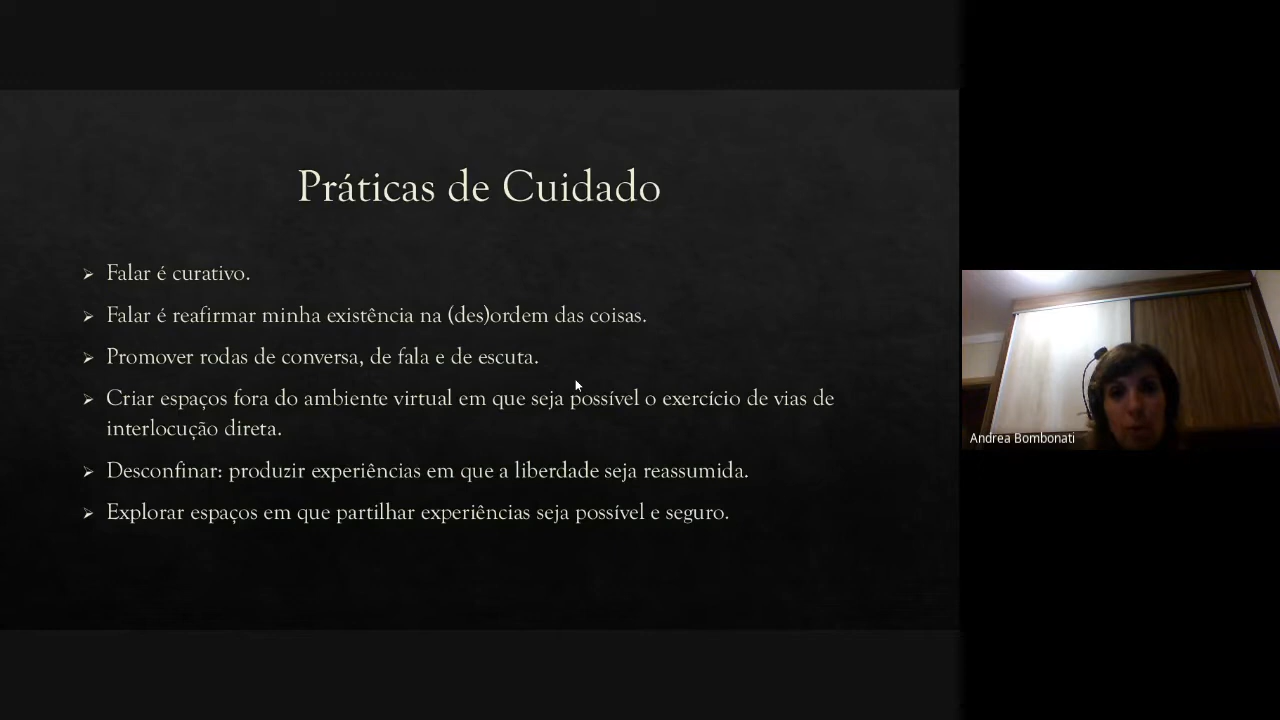 Práticas de Cuidado
Falar é curativo.
Falar é reafirmar minha existência na (des)ordem das coisas.
Promover rodas de conversa, de fala e de escuta.
Criar espaços fora do ambiente virtual em que seja possível o exercício de vias de
interlocução direta.
Desconfinar: produzir experiências em que a liberdade seja reassumida.
Explorar espaços em que partilhar experiências seja possível e seguro.
Andrea Bombonati